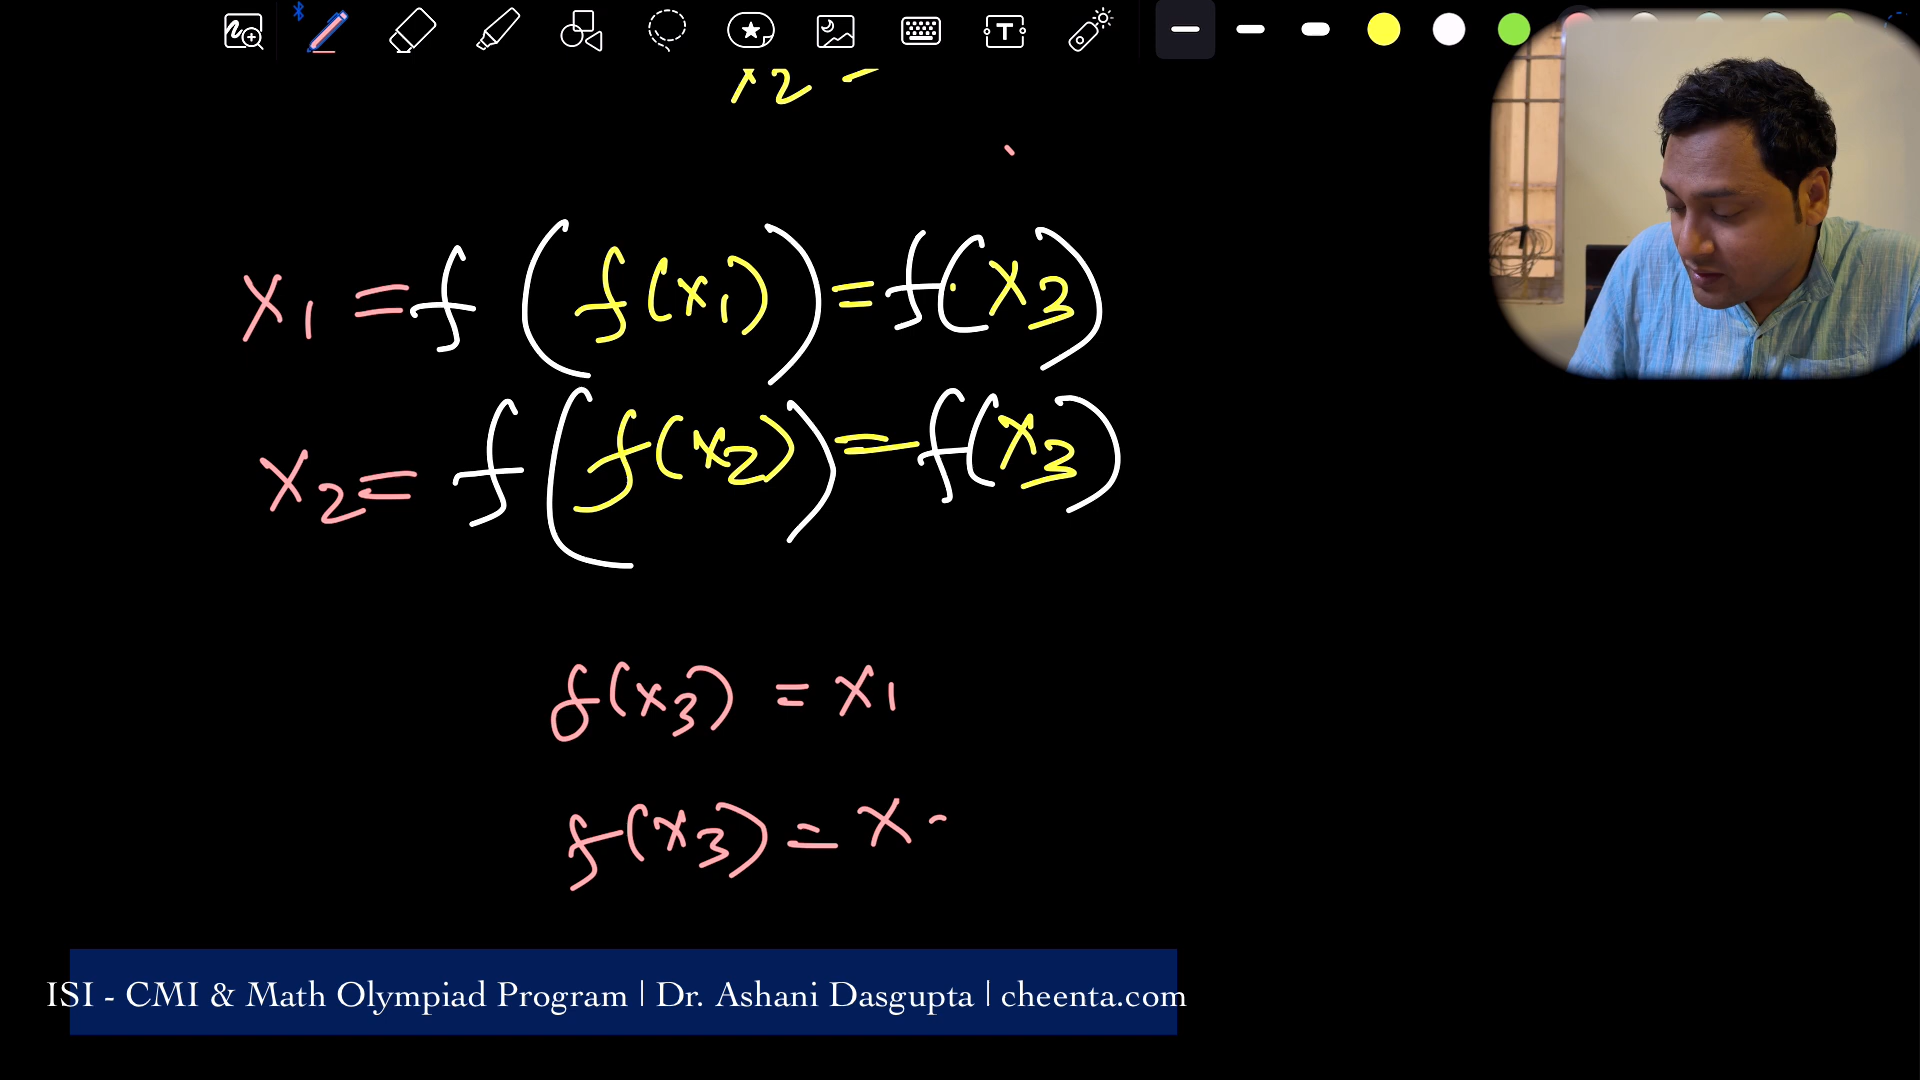 x2 =
x1 = f(f(x1)) = f(x3)
x2 = f(f(x2)) = f(x3)
f(x3) = x1
f(x3) = x
ISI - CMI & Math Olympiad Program | Dr. Ashani Dasgupta | cheenta.com